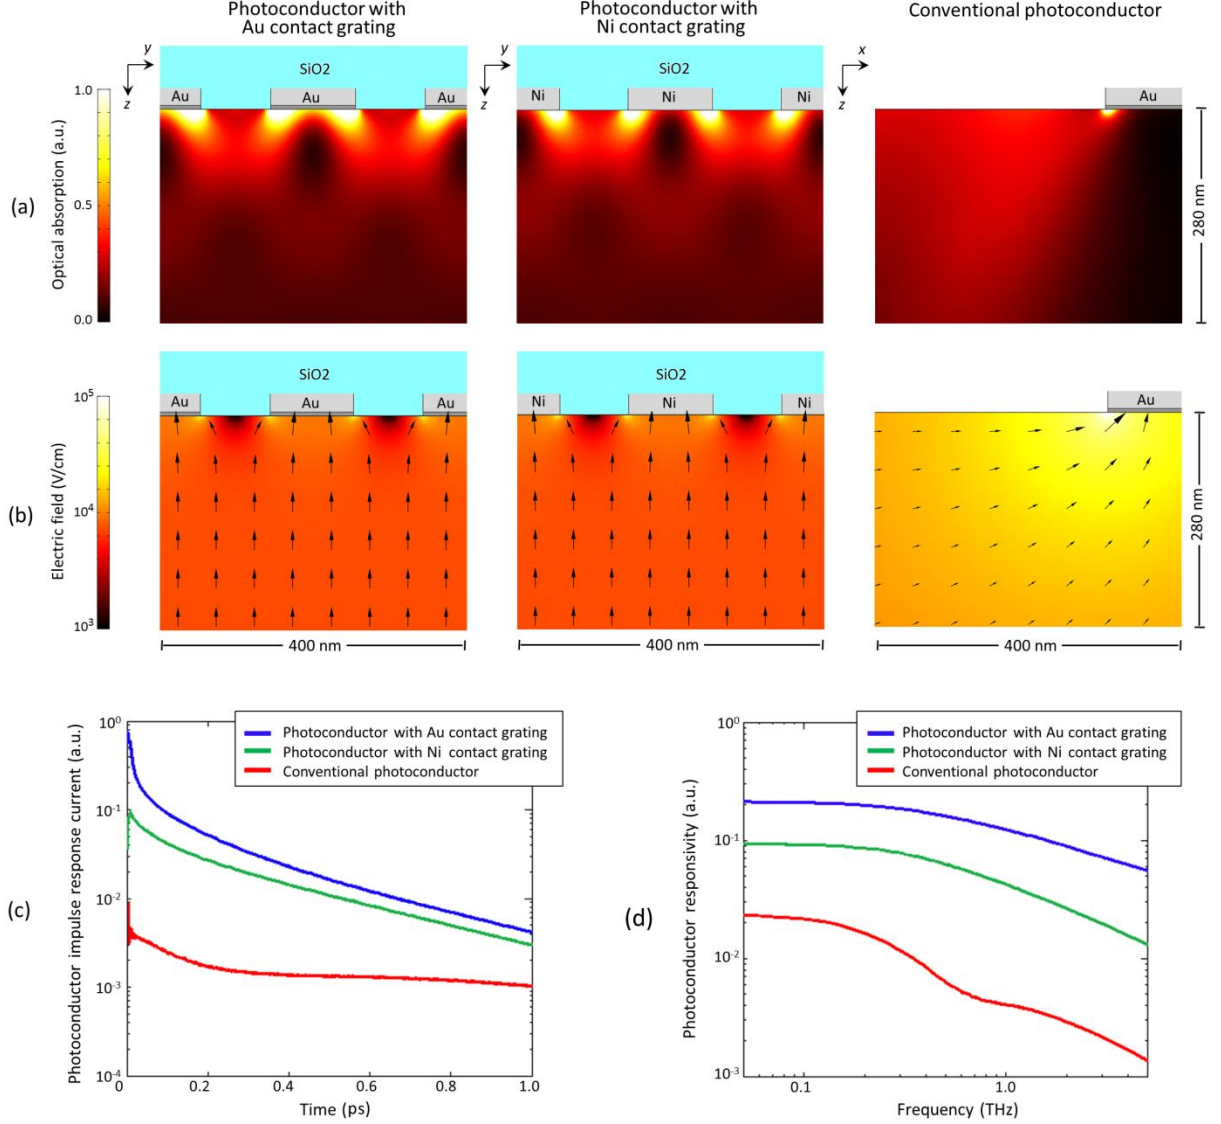 Photoconductor with
Au contact grating
Photoconductor with
Ni contact grating
Conventional photoconductor
(a)
Optical absorption (a.u.)
1.0
0.5
0.0
y
z
SiO2
Au
Au
Au
y
z
SiO2
Ni
Ni
Ni
x
z
Au
280 nm
(b)
Electric field (V/cm)
10^5
10^4
10^3
SiO2
Au
Au
Au
400 nm
SiO2
Ni
Ni
Ni
400 nm
Au
280 nm
400 nm
(c)
Photoconductor impulse response current (a.u.)
10^0
10^-1
10^-2
10^-3
10^-4
Photoconductor with Au contact grating
Photoconductor with Ni contact grating
Conventional photoconductor
0
0.2
0.4
0.6
0.8
1.0
Time (ps)
(d)
Photoconductor responsivity (a.u.)
10^0
10^-1
10^-2
10^-3
Photoconductor with Au contact grating
Photoconductor with Ni contact grating
Conventional photoconductor
0.1
1.0
Frequency (THz)